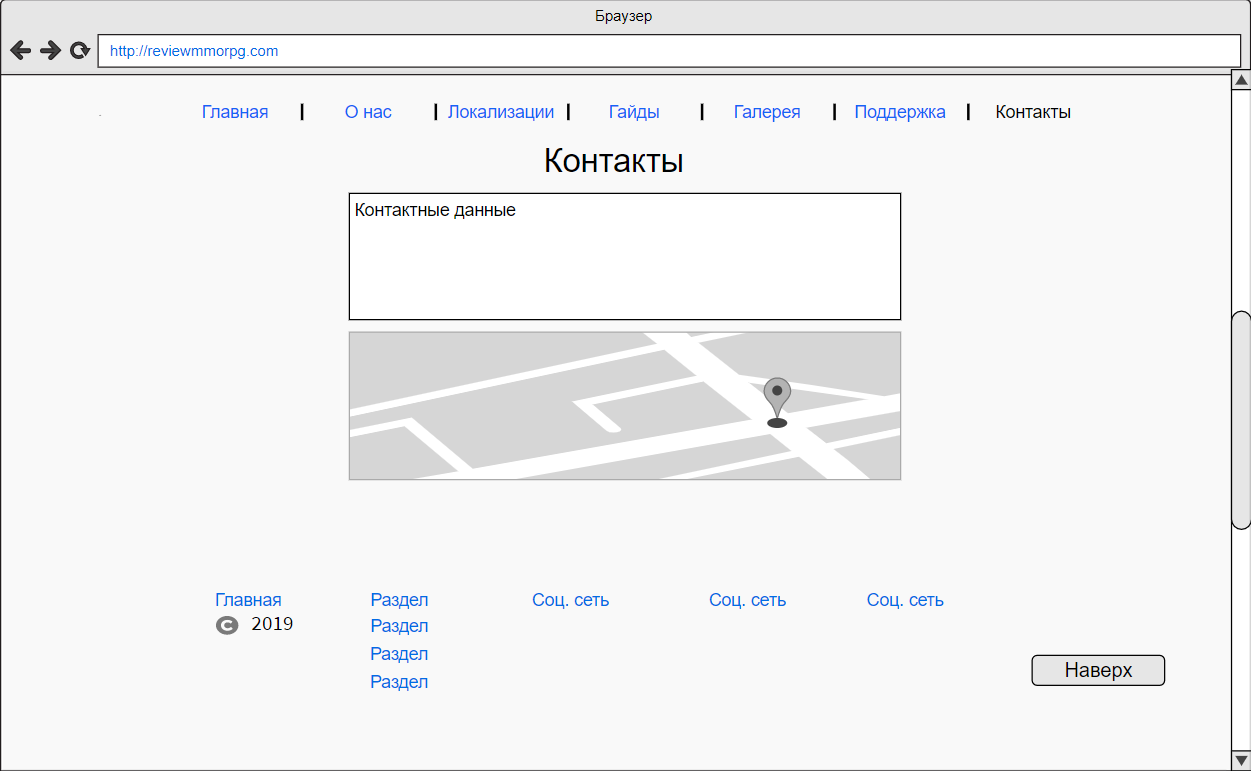 Браузер
http://reviewmmorpg.com
Главная | О нас | Локализации | Гайды | Галерея | Поддержка | Контакты
Контакты
Контактные данные
Главная Раздел Соц. сеть Соц. сеть Соц. сеть
© 2019 Раздел
Раздел
Раздел
Наверх